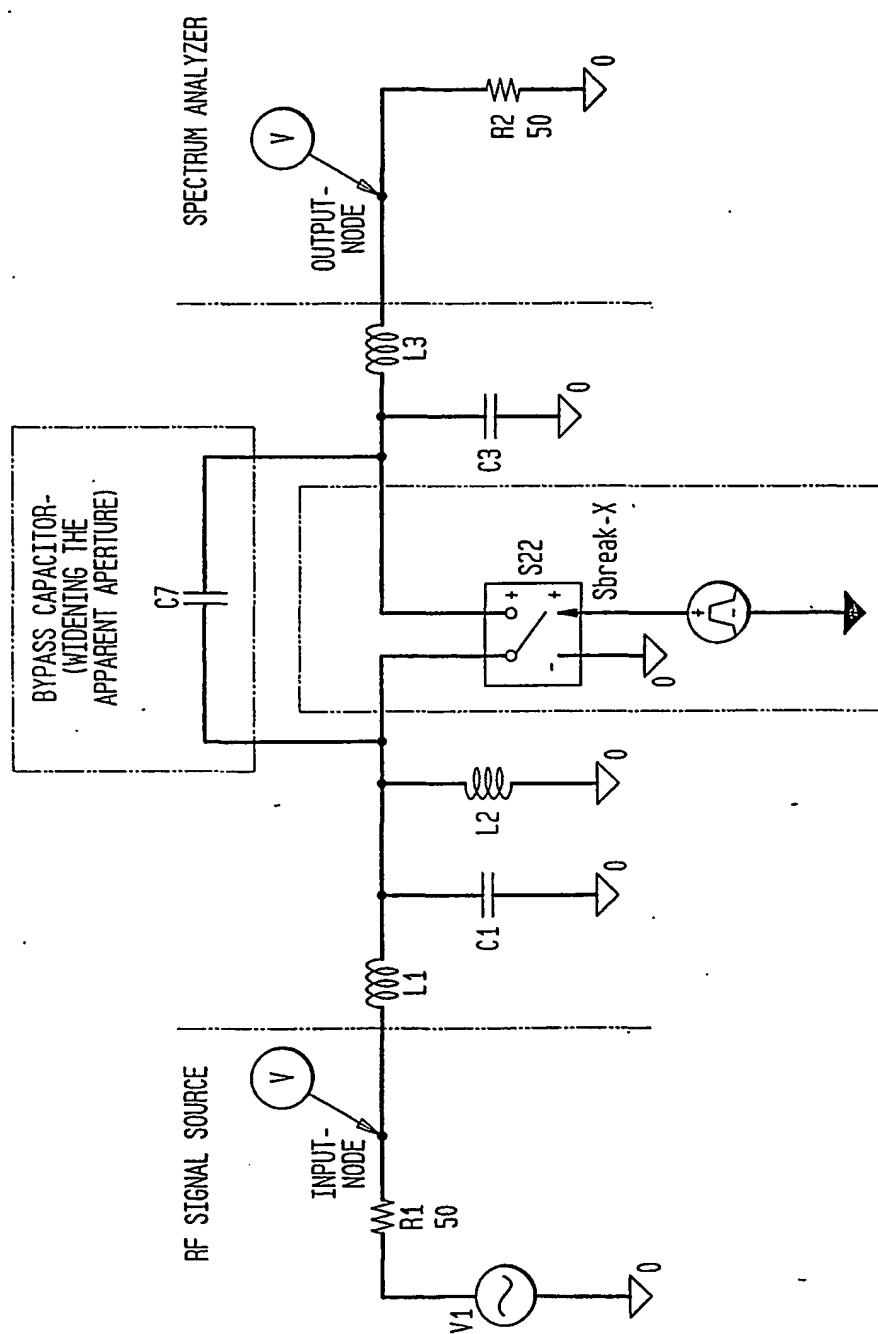 BYPASS CAPACITOR-
(WIDENING THE
APPARENT APERTURE)
C7
RF SIGNAL SOURCE
SPECTRUM ANALYZER
V
V
INPUT-
NODE
OUTPUT-
NODE
R1
50
L1
L3
V1
C1
L2
C3
R2
50
S22
+
+
-
Sbreak-X
+
-
0
0
0
0
0
0